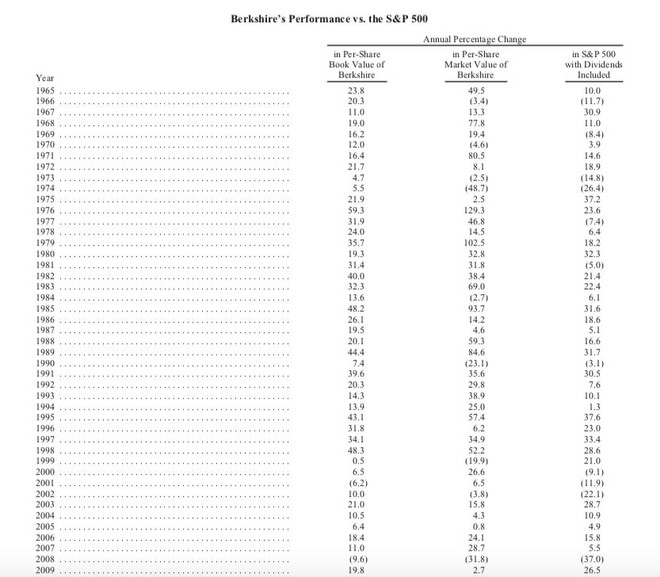 Berkshire's Performance vs. the S&P 500
Annual Percentage Change
in Per-Share in Per-Share in S&P 500
Book Value of Market Value of with Dividends
Year Berkshire Berkshire Included
1965 23.8 49.5 10.0
1966 20.3 (3.4) (11.7)
1967 11.0 13.3 30.9
1968 19.0 77.8 11.0
1969 16.2 19.4 (8.4)
1970 12.0 (4.6) 3.9
1971 16.4 80.5 14.6
1972 21.7 8.1 18.9
1973 4.7 (2.5) (14.8)
1974 5.5 (48.7) (26.4)
1975 21.9 2.5 37.2
1976 59.3 129.3 23.6
1977 31.9 46.8 (7.4)
1978 24.0 14.5 6.4
1979 35.7 102.5 18.2
1980 19.3 32.8 32.3
1981 31.4 31.8 (5.0)
1982 40.0 38.4 21.4
1983 32.3 69.0 22.4
1984 13.6 (2.7) 6.1
1985 48.2 93.7 31.6
1986 26.1 14.2 18.6
1987 19.5 4.6 5.1
1988 20.1 59.3 16.6
1989 44.4 84.6 31.7
1990 7.4 (23.1) (3.1)
1991 39.6 35.6 30.5
1992 20.3 29.8 7.6
1993 14.3 38.9 10.1
1994 13.9 25.0 1.3
1995 43.1 57.4 37.6
1996 31.8 6.2 23.0
1997 34.1 34.9 33.4
1998 48.3 52.2 28.6
1999 0.5 (19.9) 21.0
2000 6.5 26.6 (9.1)
2001 (6.2) 6.5 (11.9)
2002 10.0 (3.8) (22.1)
2003 21.0 15.8 28.7
2004 10.5 4.3 10.9
2005 6.4 0.8 4.9
2006 18.4 24.1 15.8
2007 11.0 28.7 5.5
2008 (9.6) (31.8) (37.0)
2009 19.8 2.7 26.5